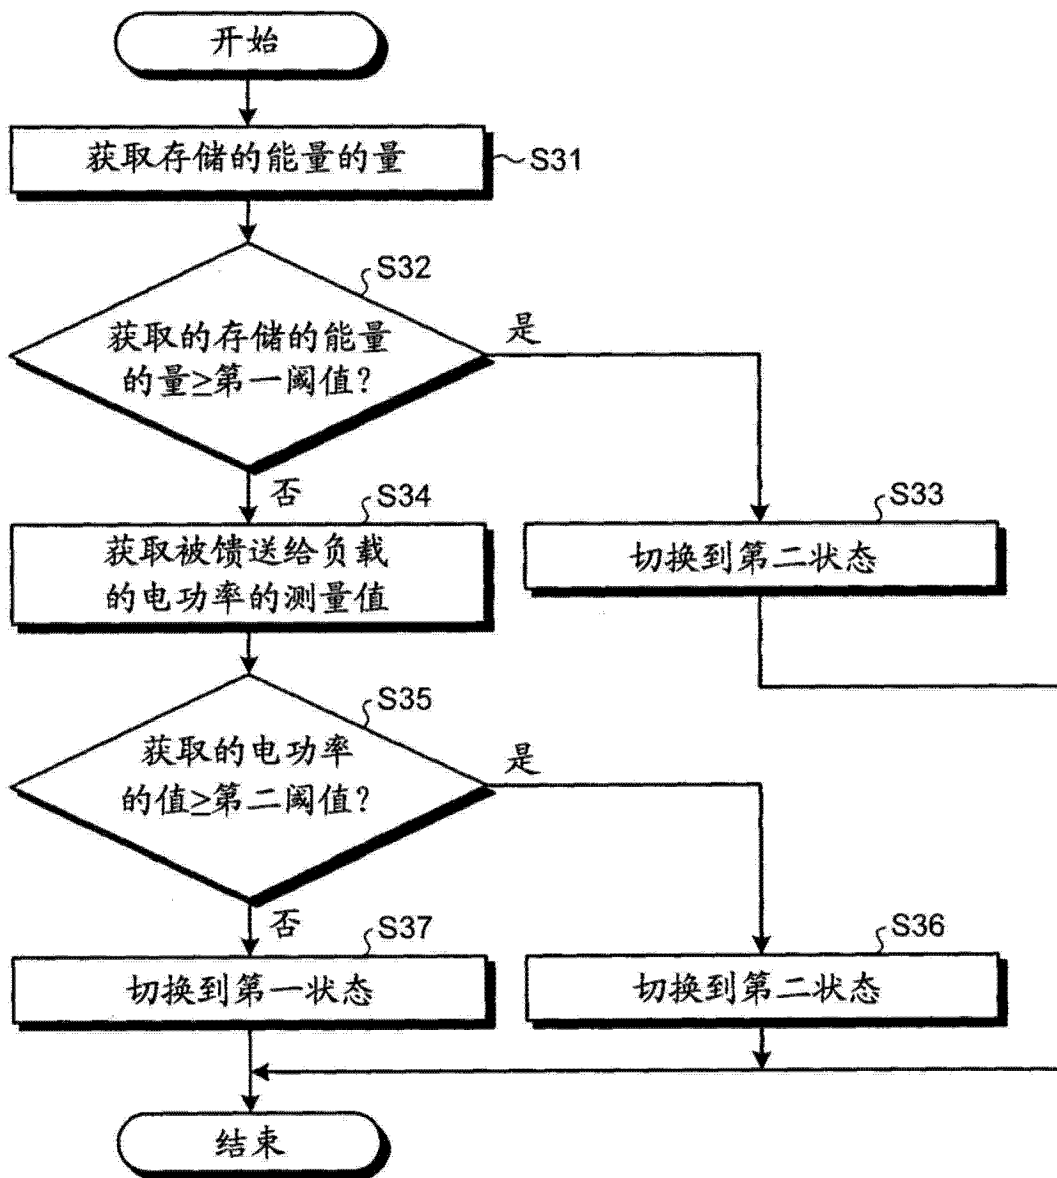 开始
获取存储的能量的量
S31
S32
获取的存储的能量
的量≥第一阈值？
是
否
S34
获取被馈送给负载
的电功率的测量值
S33
切换到第二状态
S35
获取的电功率
的值≥第二阈值？
是
否
S37
切换到第一状态
S36
切换到第二状态
结束